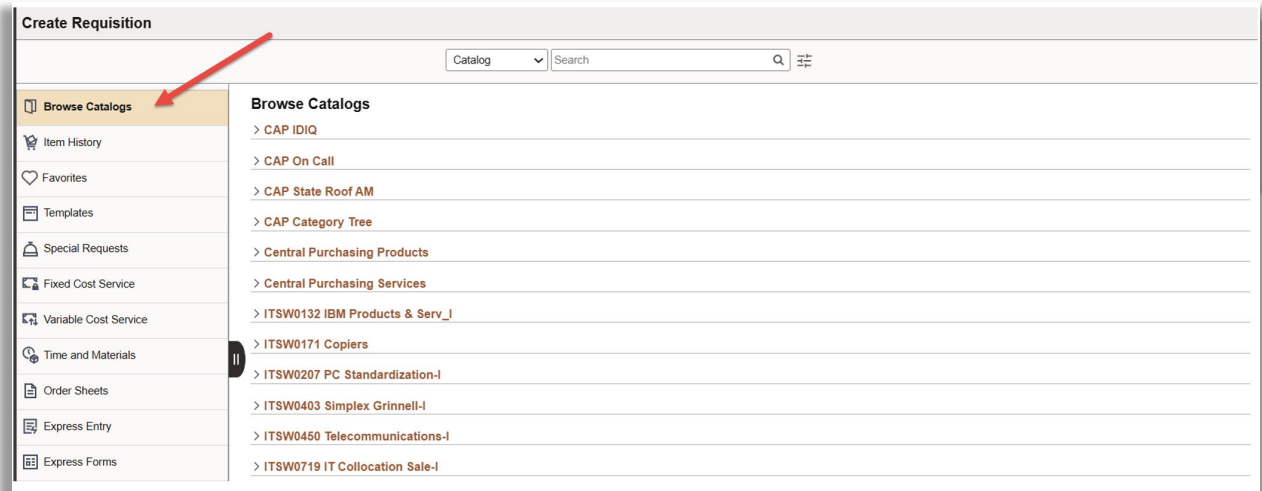 Create Requisition
Catalog Search
Browse Catalogs
Item History
Favorites
Templates
Special Requests
Fixed Cost Service
Variable Cost Service
Time and Materials
Order Sheets
Express Entry
Express Forms
Browse Catalogs
CAP IDIQ
CAP On Call
CAP State Roof AM
CAP Category Tree
Central Purchasing Products
Central Purchasing Services
ITSW0132 IBM Products & Serv_I
ITSW0171 Copiers
ITSW0207 PC Standardization-I
ITSW0403 Simplex Grinnell-I
ITSW0450 Telecommunications-I
ITSW0719 IT Collocation Sale-I